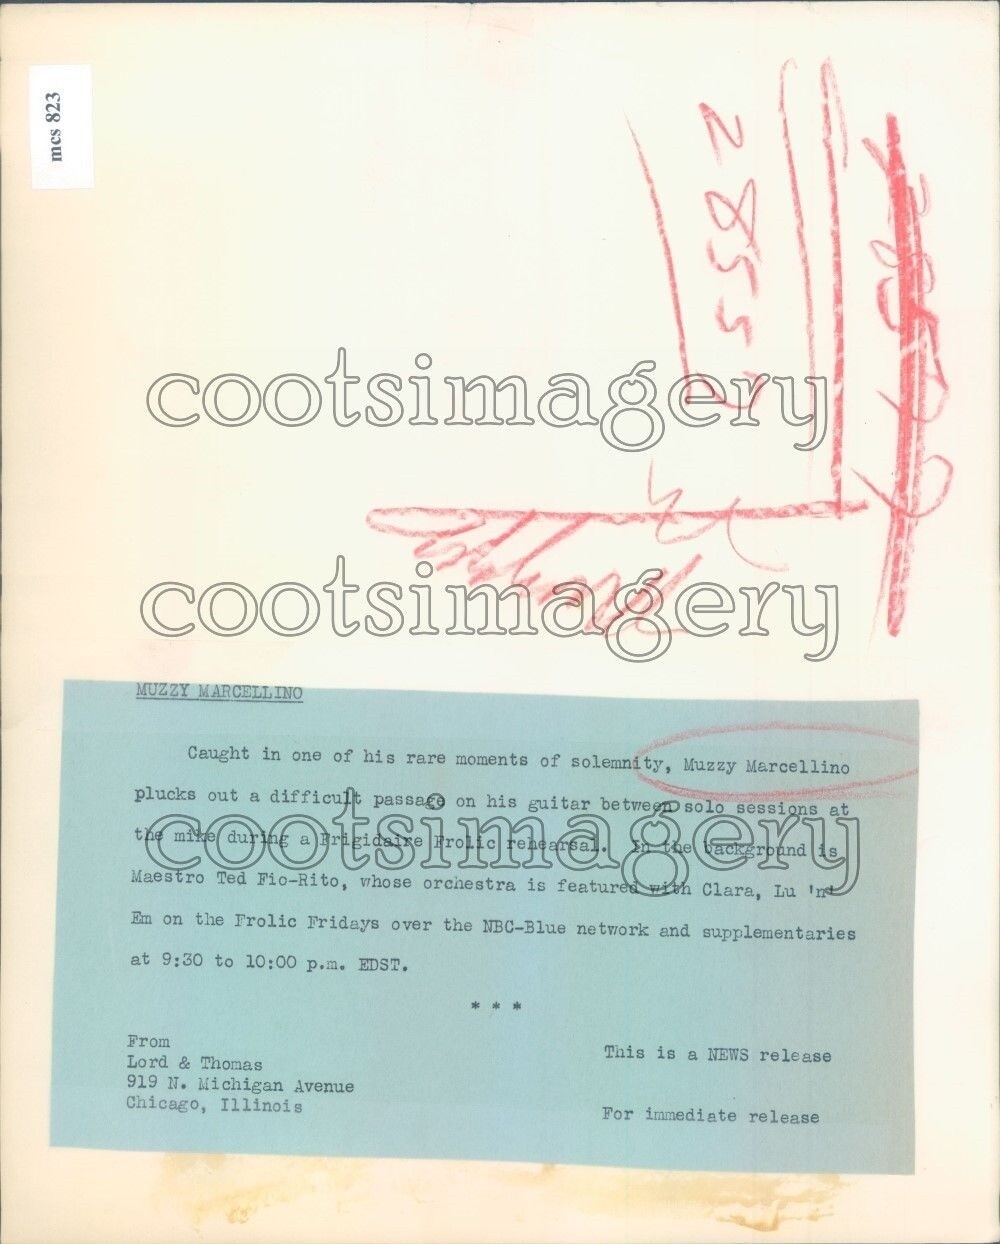 mcs 823
2855
cootsimagery
cootsimagery
MUZZY MARCELLINO
Caught in one of his rare moments of solemnity, Muzzy Marcellino
plucks out a difficult passage on his guitar between solo sessions at
the mike during a Frigidaire Frolic rehearsal. In the background is
cootsimagery
Maestro Ted Fio-Rito, whose orchestra is featured with Clara, Lu 'n'
Em on the Frolic Fridays over the NBC-Blue network and supplementaries
at 9:30 to 10:00 p.m. EDST.
* * *
From
Lord & Thomas
919 N. Michigan Avenue
Chicago, Illinois
This is a NEWS release
For immediate release